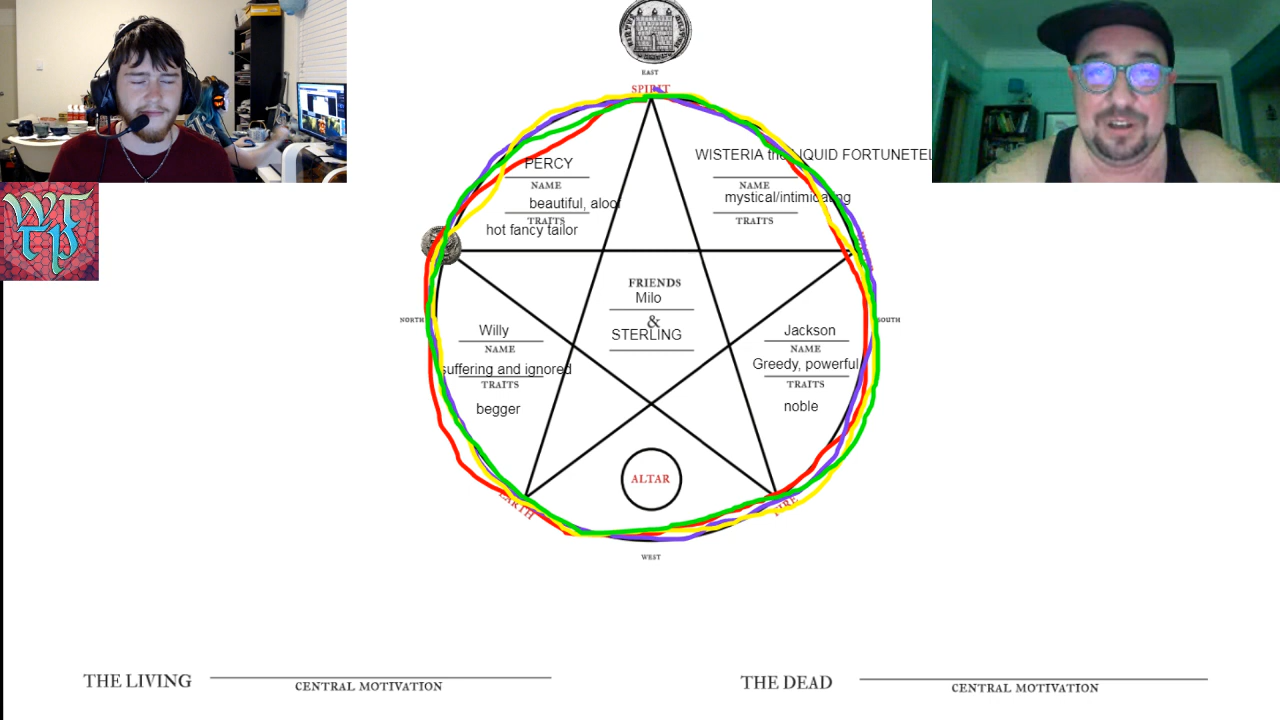 EAST
SPIRIT
PERCY
NAME
beautiful, aloof
TRAITS
hot fancy tailor
WISTERIA the LIQUID FORTUNETEL
NAME
mystical/intimidating
TRAITS
WTTP
FRIENDS
Milo
&
STERLING
NORTH
SOUTH
Willy
NAME
suffering and ignored
TRAITS
begger
Jackson
NAME
Greedy, powerful
TRAITS
noble
ALTAR
EARTH
FIRE
WEST
THE LIVING
CENTRAL MOTIVATION
THE DEAD
CENTRAL MOTIVATION